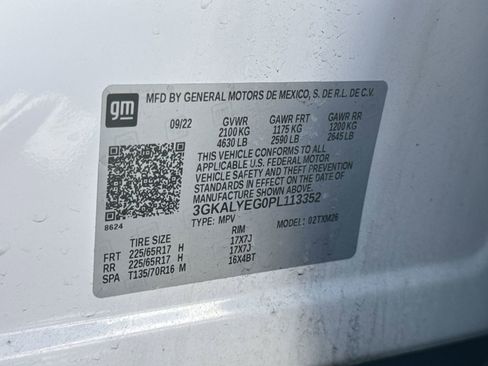 gm
MFD BY GENERAL MOTORS DE MEXICO, S. DE R.L. DE C.V.
09/22 GVWR GAWR FRT GAWR RR
2100 KG 1175 KG 1200 KG
4630 LB 2590 LB 2645 LB
THIS VEHICLE CONFORMS TO ALL
APPLICABLE U.S. FEDERAL MOTOR
VEHICLE SAFETY AND THEFT PREVENTION
STANDARDS IN EFFECT ON THE DATE OF
MANUFACTURE SHOWN ABOVE.
3GKALYEG0PL113352
8624 TYPE: MPV MODEL: 02TXM26
TIRE SIZE RIM
FRT 225/65R17 H 17X7J
RR 225/65R17 H 17X7J
SPA T135/70R16 M 16X4BT